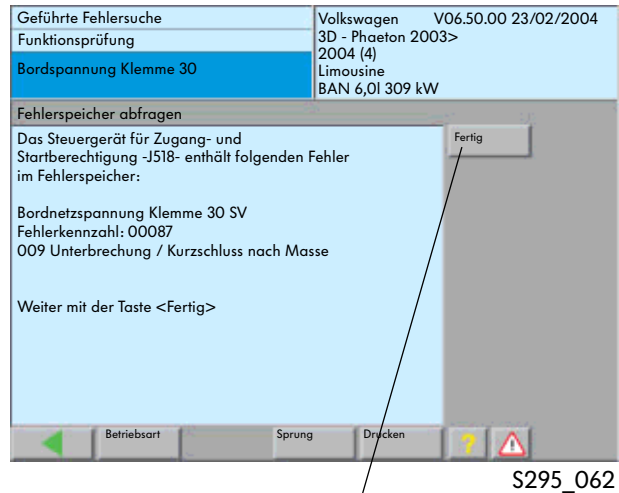 Geführte Fehlersuche
Funktionsprüfung
Bordspannung Klemme 30
Volkswagen V06.50.00 23/02/2004
3D - Phaeton 2003>
2004 (4)
Limousine
BAN 6,0l 309 kW
Fehlerspeicher abfragen
Das Steuergerät für Zugang- und
Startberechtigung -J518- enthält folgenden Fehler
im Fehlerspeicher:
Bordnetzspannung Klemme 30 SV
Fehlerkennzahl: 00087
009 Unterbrechung / Kurzschluss nach Masse
Weiter mit der Taste <Fertig>
Fertig
Betriebsart
Sprung
Drucken
?
S295_062